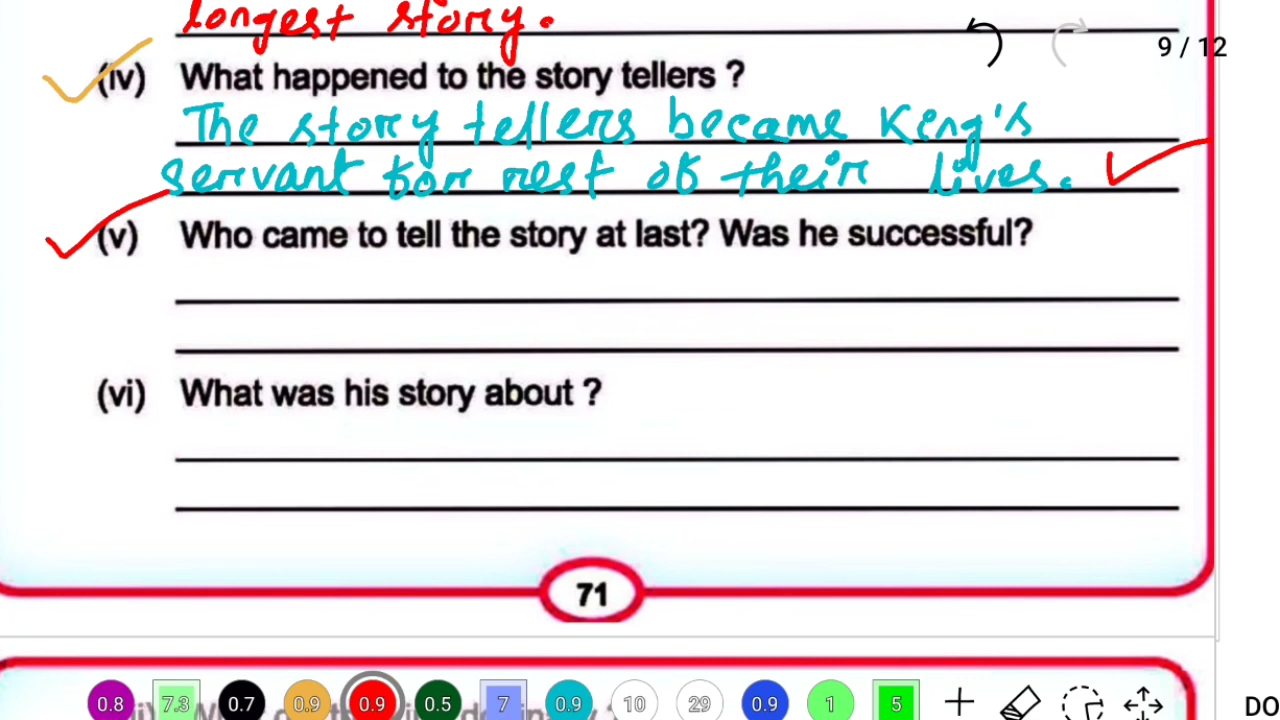 longest story.
9 / 12
(iv) What happened to the story tellers ?
The story tellers became King's
servant for rest of their lives.
(v) Who came to tell the story at last? Was he successful?
(vi) What was his story about ?
71
0.8 7.3 0.7 0.9 0.9 0.5 7 0.9 10 29 0.9 1 5
DO